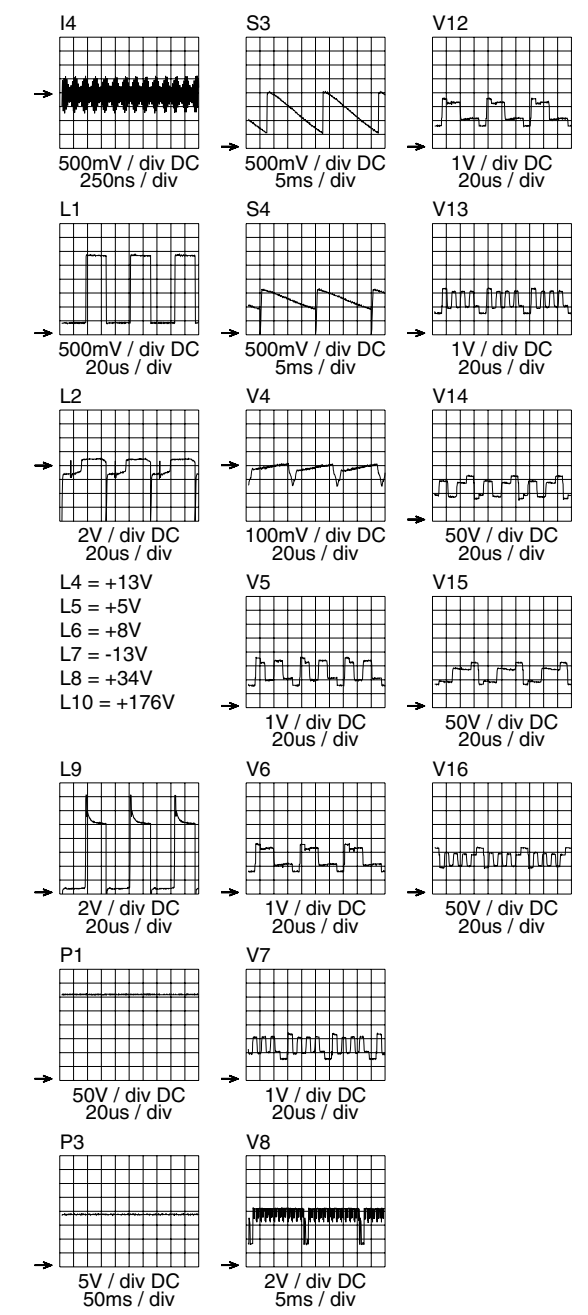 I4
500mV / div DC
250ns / div
L1
500mV / div DC
20us / div
L2
2V / div DC
20us / div
L4 = +13V
L5 = +5V
L6 = +8V
L7 = -13V
L8 = +34V
L10 = +176V
L9
2V / div DC
20us / div
P1
50V / div DC
20us / div
P3
5V / div DC
50ms / div
S3
500mV / div DC
5ms / div
S4
500mV / div DC
5ms / div
V4
100mV / div DC
20us / div
V5
1V / div DC
20us / div
V6
1V / div DC
20us / div
V7
1V / div DC
20us / div
V8
2V / div DC
5ms / div
V12
1V / div DC
20us / div
V13
1V / div DC
20us / div
V14
50V / div DC
20us / div
V15
50V / div DC
20us / div
V16
50V / div DC
20us / div